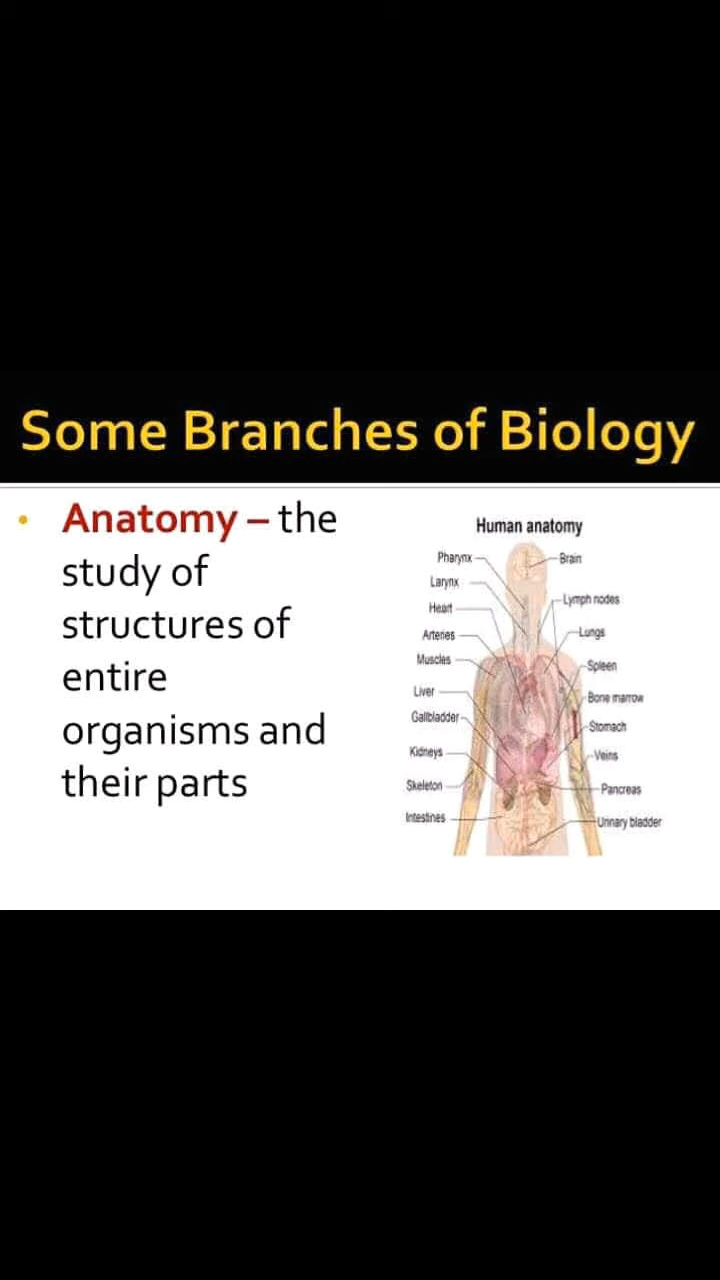 Some Branches of Biology
• Anatomy – the
study of
structures of
entire
organisms and
their parts
Human anatomy
Pharynx
Larynx
Heart
Arteries
Muscles
Liver
Gallbladder
Kidneys
Skeleton
Intestines
Brain
Lymph nodes
Lungs
Spleen
Bone marrow
Stomach
Veins
Pancreas
Urinary bladder